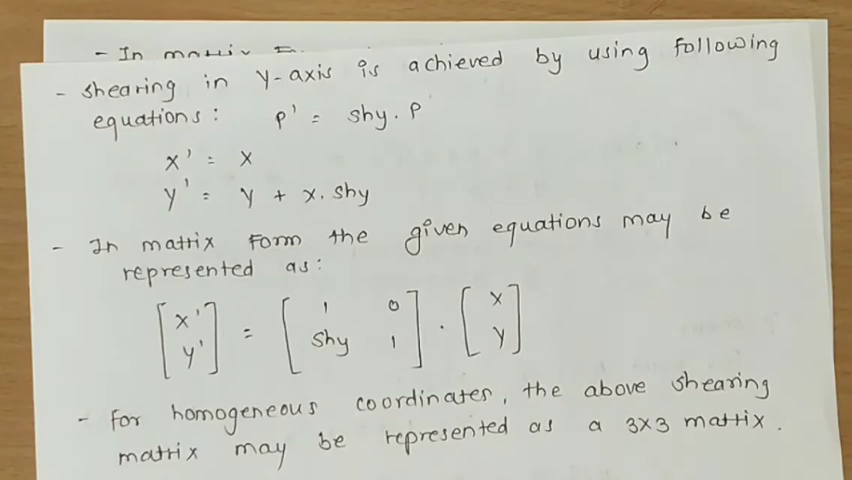 - In matrix
- shearing in y-axis is achieved by using following
equations: p' = shy. p
x' = x
y' = y + x. shy
- In matrix form the given equations may be
represented as:
[x'] = [1 0] . [x]
[y'] [shy 1] [y]
- for homogeneous coordinates, the above shearing
matrix may be represented as a 3x3 matrix.